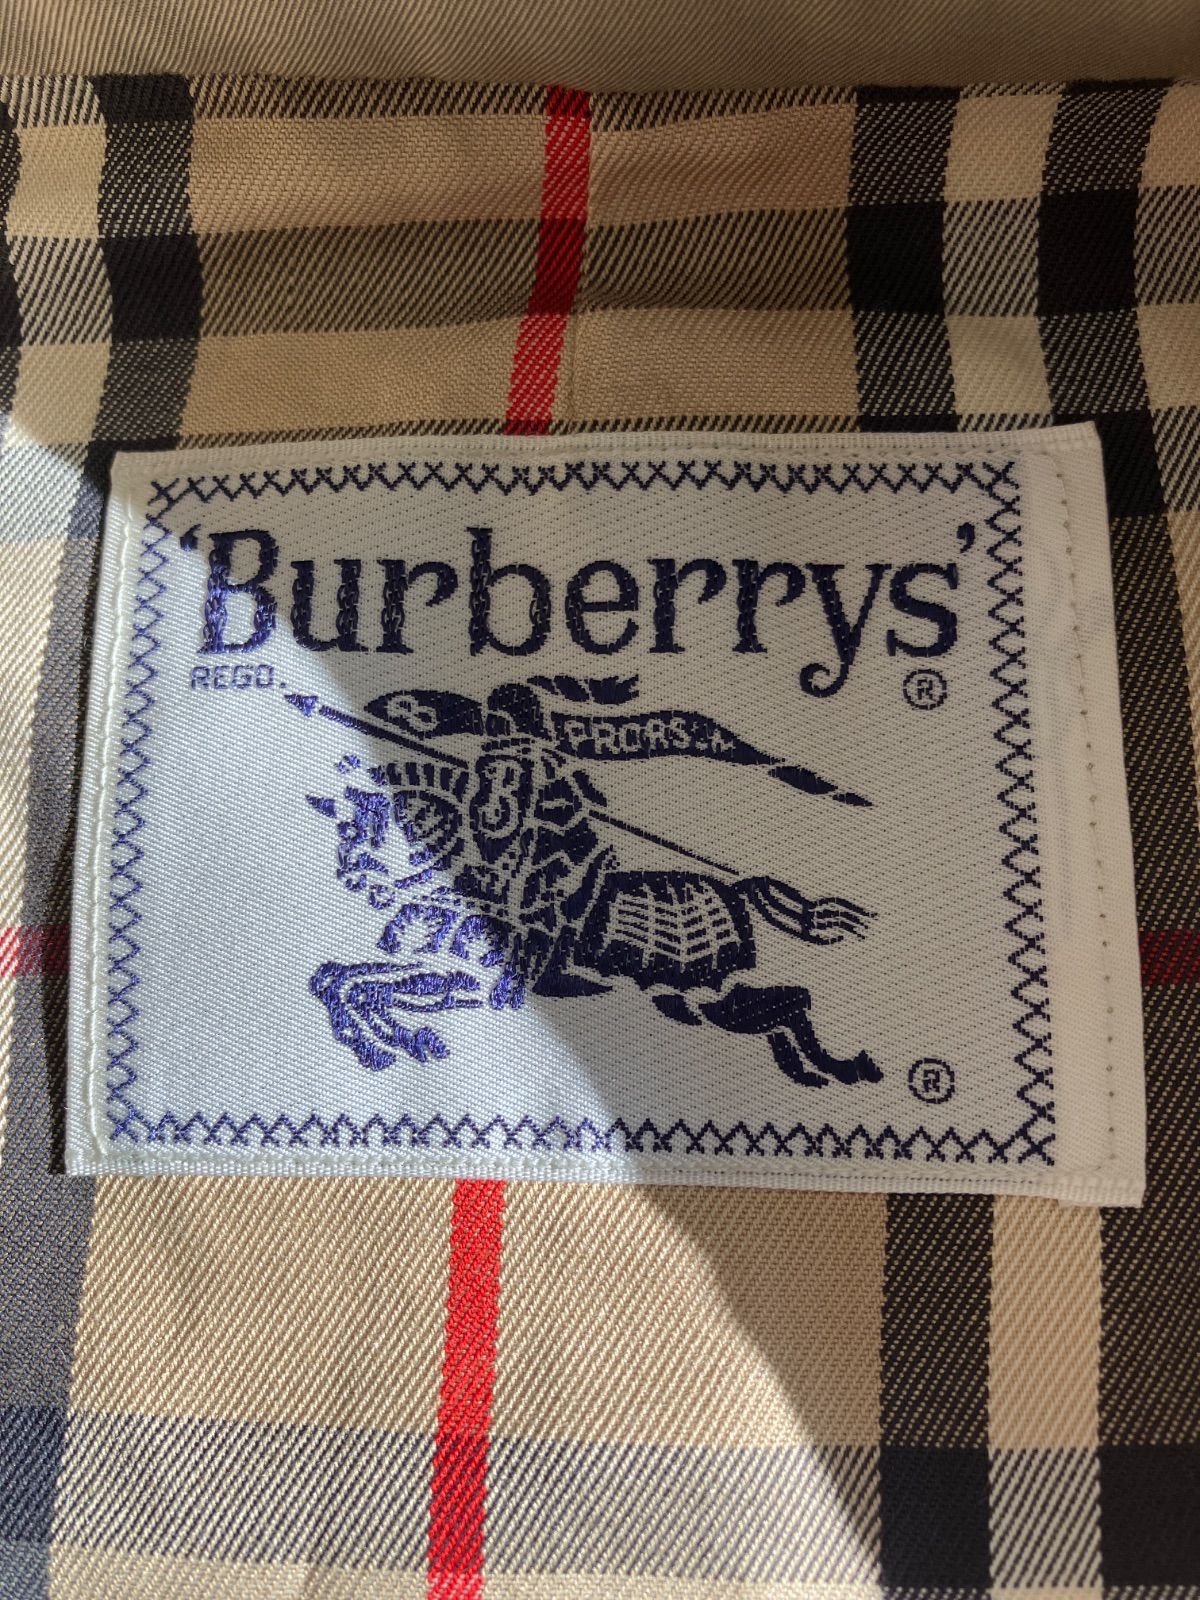 'Burberrys'
REGD.
®
PRORSUM
B
®